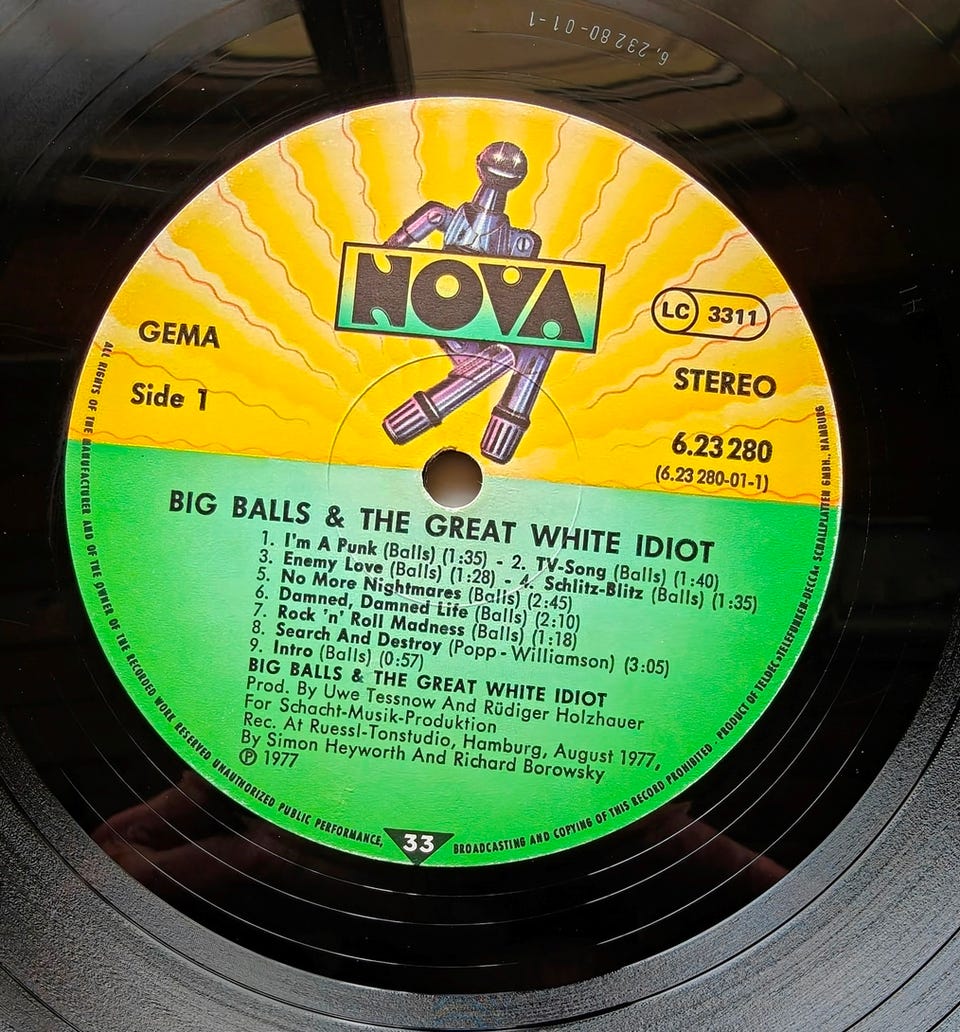 6.23280-01-1
NOVA
LC 3311
GEMA
STEREO
Side 1
6.23 280
(6.23 280-01-1)
BIG BALLS & THE GREAT WHITE IDIOT
1. I'm A Punk (Balls) (1:35) - 2. TV-Song (Balls) (1:40)
3. Enemy Love (Balls) (1:28) - 4. Schlitz-Blitz (Balls) (1:35)
5. No More Nightmares (Balls) (2:45)
6. Damned, Damned Life (Balls) (2:10)
7. Rock 'n' Roll Madness (Balls) (1:18)
8. Search And Destroy (Popp-Williamson) (3:05)
9. Intro (Balls) (0:57)
BIG BALLS & THE GREAT WHITE IDIOT
Prod. By Uwe Tessnow And Rüdiger Holzhauer
For Schacht-Musik-Produktion
Rec. At Ruessl-Tonstudio, Hamburg, August 1977,
By Simon Heyworth And Richard Borowsky
℗ 1977
ALL RIGHTS OF THE MANUFACTURER AND OF THE OWNER OF THE RECORDED WORK RESERVED UNAUTHORIZED PUBLIC PERFORMANCE,
33
BROADCASTING AND COPYING OF THIS RECORD PROHIBITED · PRODUCT OF TELDEC »TELEFUNKEN-DECCA« SCHALLPLATTEN GMBH., HAMBURG